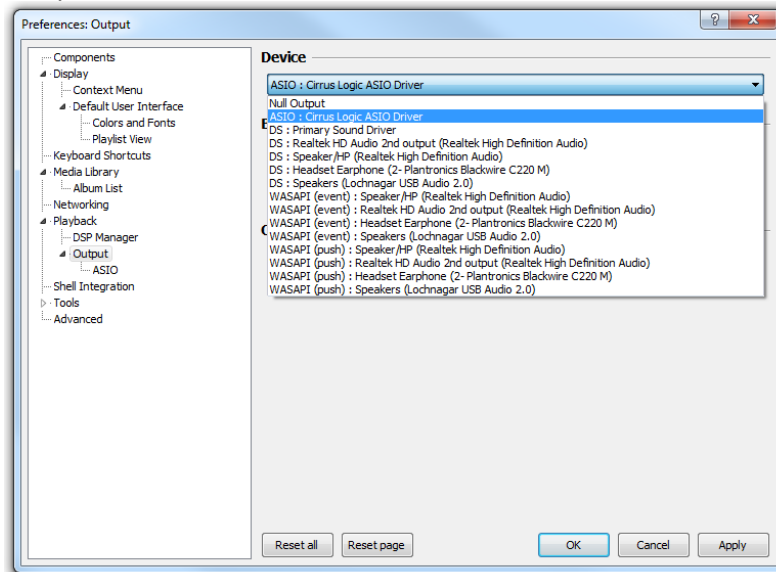 Preferences: Output
Components
Display
Context Menu
Default User Interface
Colors and Fonts
Playlist View
Keyboard Shortcuts
Media Library
Album List
Networking
Playback
DSP Manager
Output
ASIO
Shell Integration
Tools
Advanced
Device
ASIO : Cirrus Logic ASIO Driver
Null Output
ASIO : Cirrus Logic ASIO Driver
DS : Primary Sound Driver
DS : Realtek HD Audio 2nd output (Realtek High Definition Audio)
DS : Speaker/HP (Realtek High Definition Audio)
DS : Headset Earphone (2- Plantronics Blackwire C220 M)
DS : Speakers (Lochnagar USB Audio 2.0)
WASAPI (event) : Speaker/HP (Realtek High Definition Audio)
WASAPI (event) : Realtek HD Audio 2nd output (Realtek High Definition Audio)
WASAPI (event) : Headset Earphone (2- Plantronics Blackwire C220 M)
WASAPI (event) : Speakers (Lochnagar USB Audio 2.0)
WASAPI (push) : Speaker/HP (Realtek High Definition Audio)
WASAPI (push) : Realtek HD Audio 2nd output (Realtek High Definition Audio)
WASAPI (push) : Headset Earphone (2- Plantronics Blackwire C220 M)
WASAPI (push) : Speakers (Lochnagar USB Audio 2.0)
Reset all
Reset page
OK
Cancel
Apply